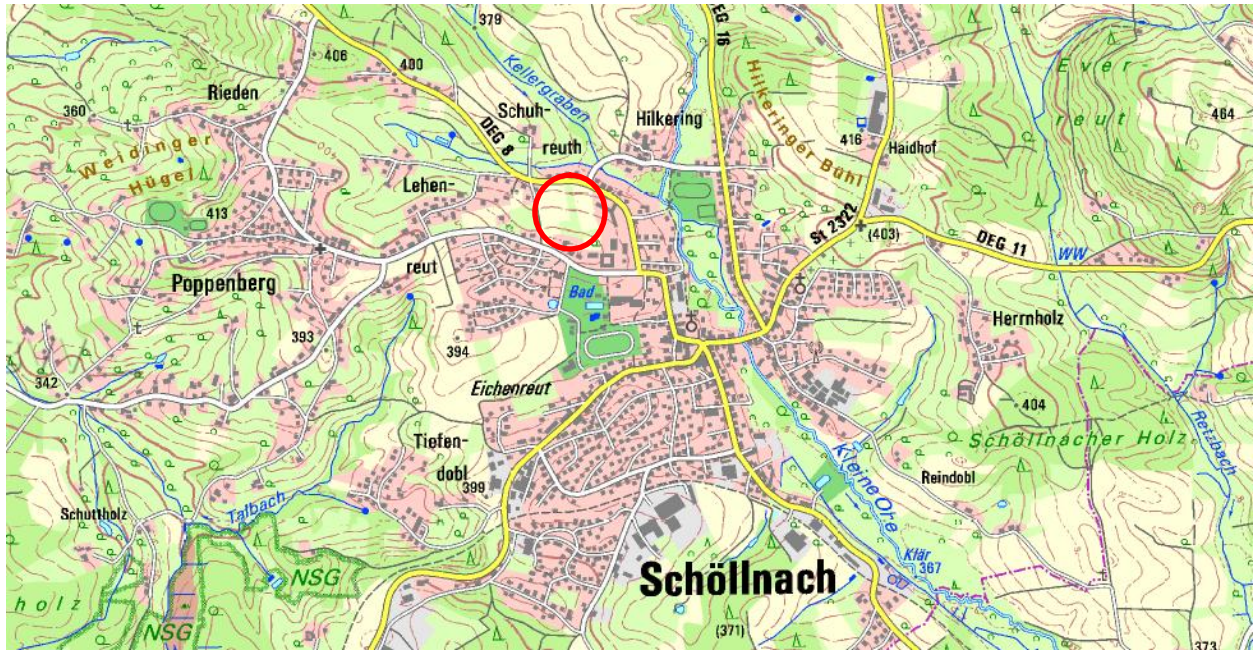 379
DEG 16
406
400
Kellergraben
Ever-
reut
464
Rieden
360
Schuh-
reuth
Hilkering
Hilkeringer Bühl
416
Haidhof
DEG 8
Weidinger
Hügel
Lehen-
reut
413
St 2322
(403)
DEG 11
WW
Poppenberg
Bad
Herrnholz
393
394
342
Eichenreut
404
Schöllnacher Holz
Retzbach
Tiefen-
dobl
399
Kleine Ohe
Reindobl
Schuttholz
Talbach
Klär
367
Schöllnach
NSG
NSG
holz
(371)
373